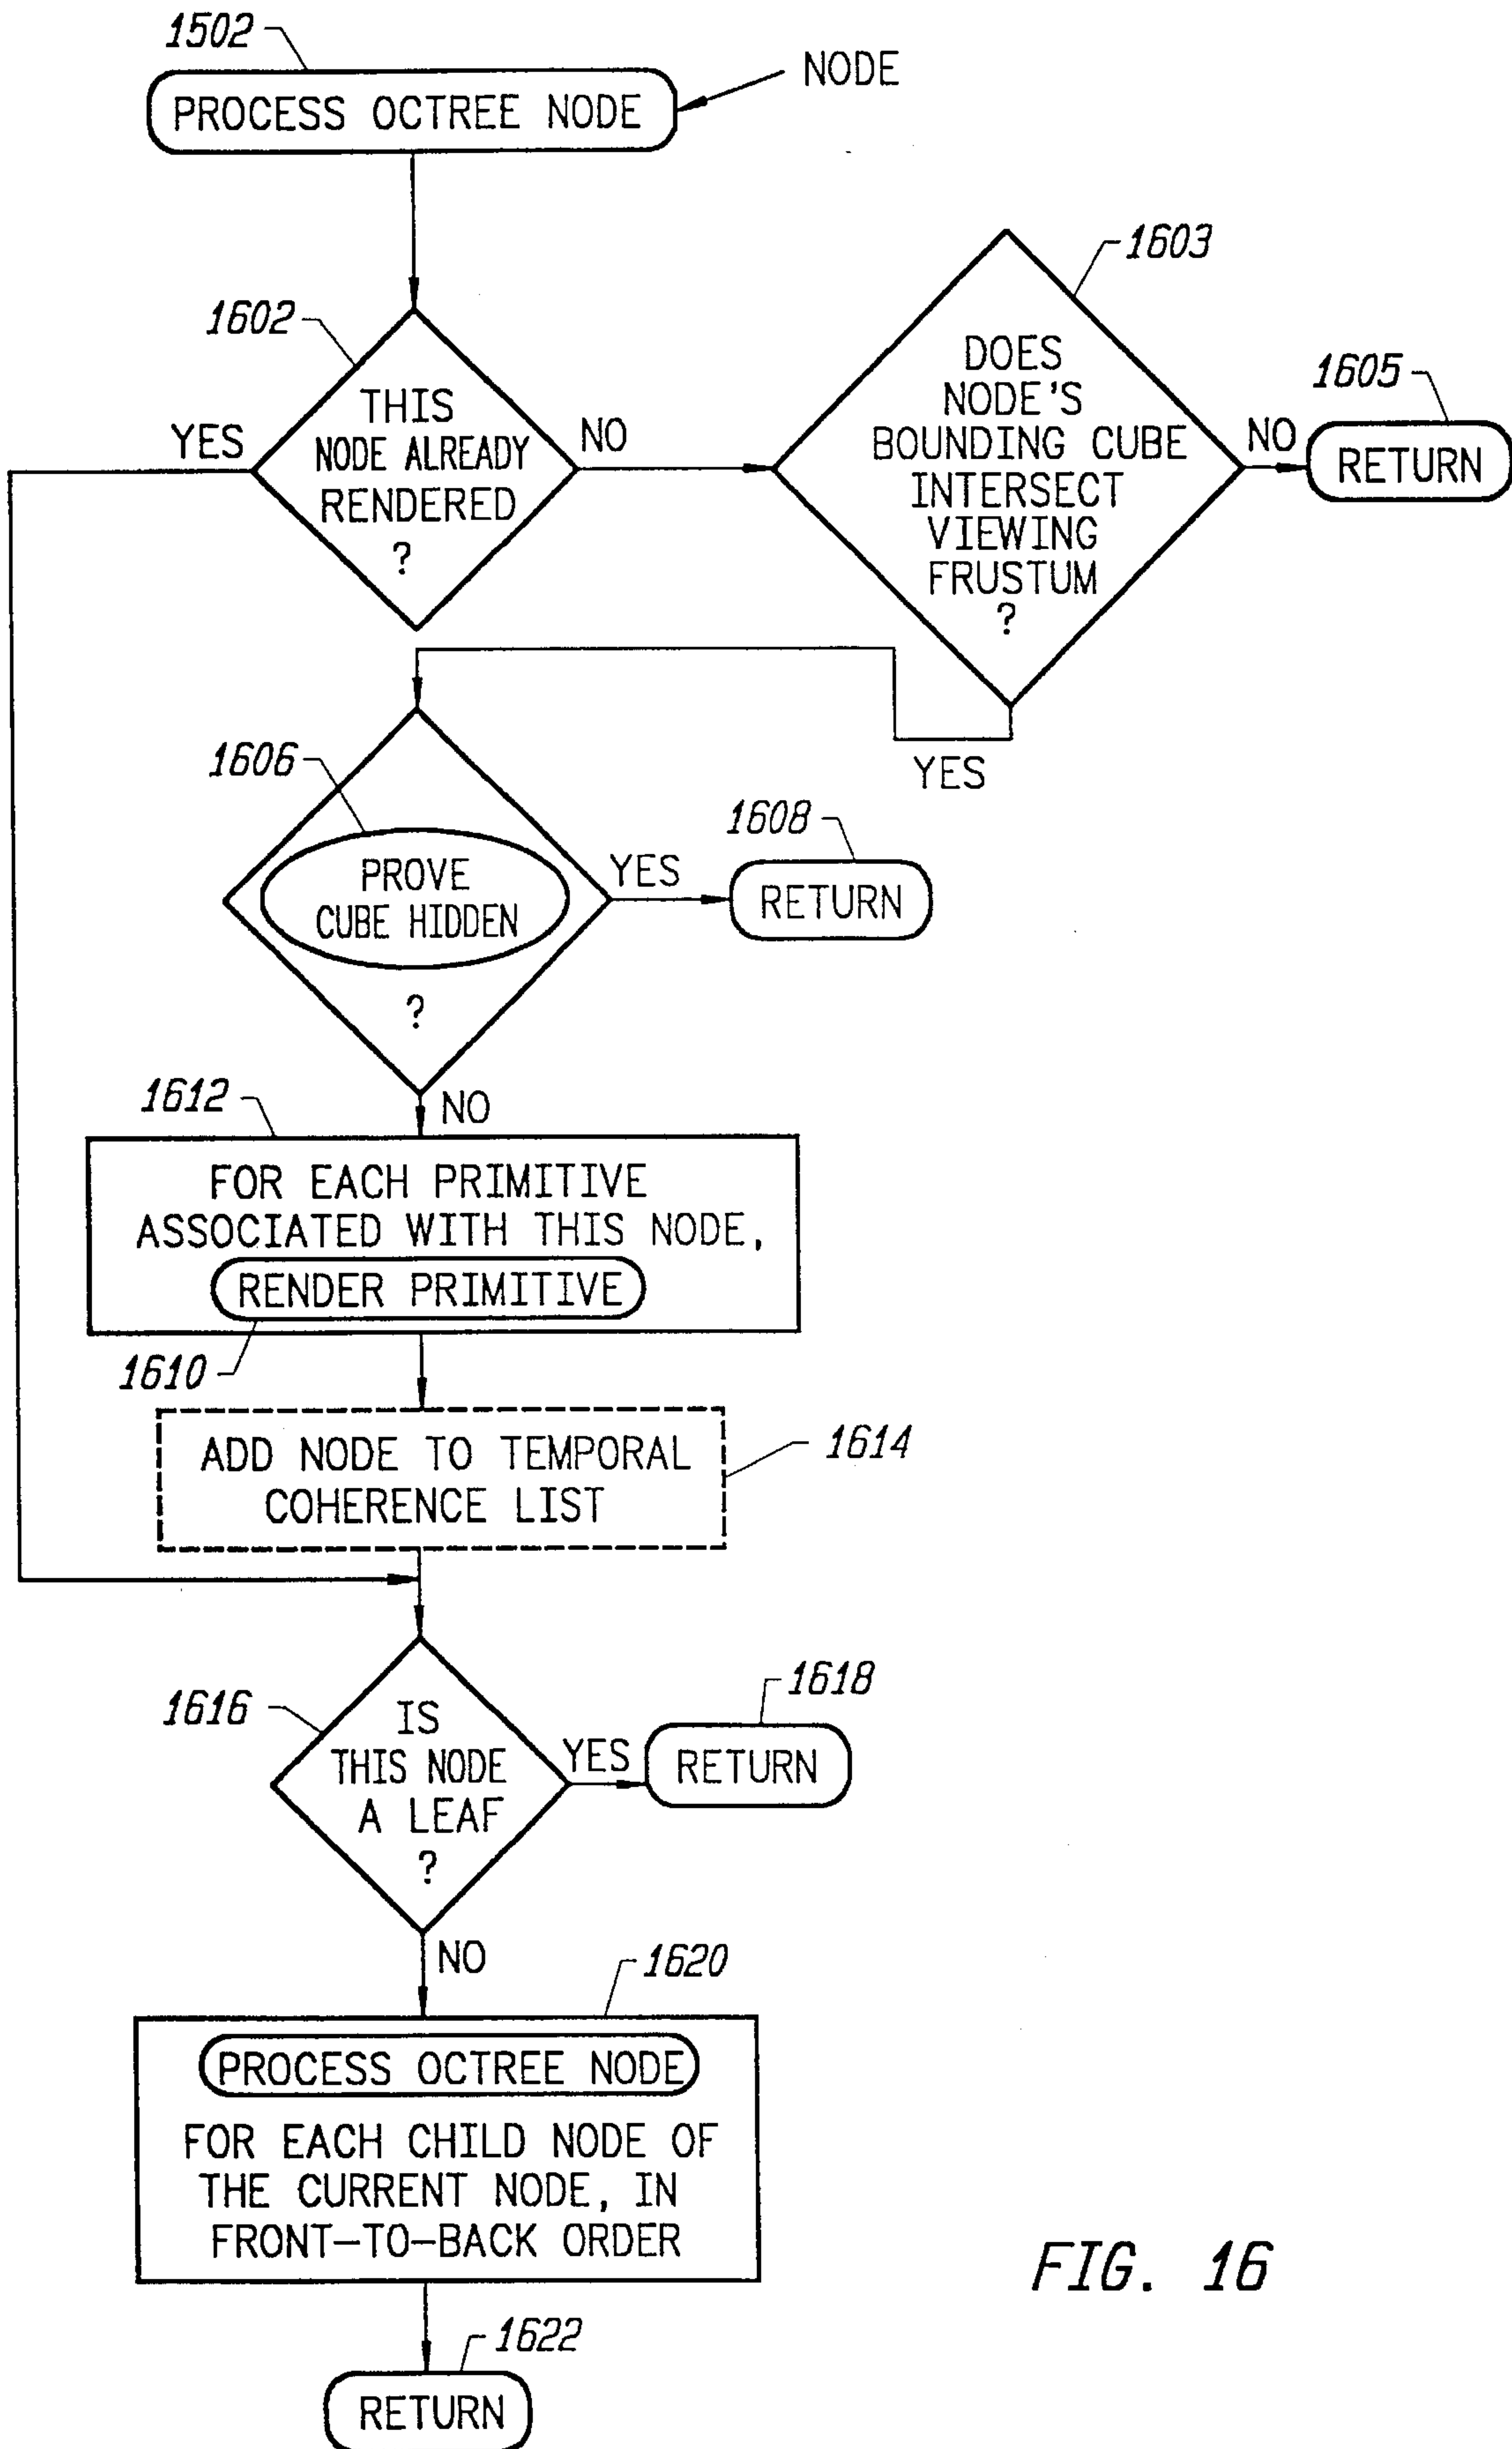 1502
NODE
PROCESS OCTREE NODE
1602
1603
THIS
NODE ALREADY
RENDERED
?
YES
NO
DOES
NODE'S
BOUNDING CUBE
INTERSECT
VIEWING
FRUSTUM
?
NO
1605
RETURN
YES
1606
PROVE
CUBE HIDDEN
?
YES
1608
RETURN
NO
1612
FOR EACH PRIMITIVE
ASSOCIATED WITH THIS NODE,
RENDER PRIMITIVE
1610
ADD NODE TO TEMPORAL
COHERENCE LIST
1614
1616
IS
THIS NODE
A LEAF
?
YES
1618
RETURN
NO
1620
PROCESS OCTREE NODE
FOR EACH CHILD NODE OF
THE CURRENT NODE, IN
FRONT-TO-BACK ORDER
1622
RETURN
FIG. 16